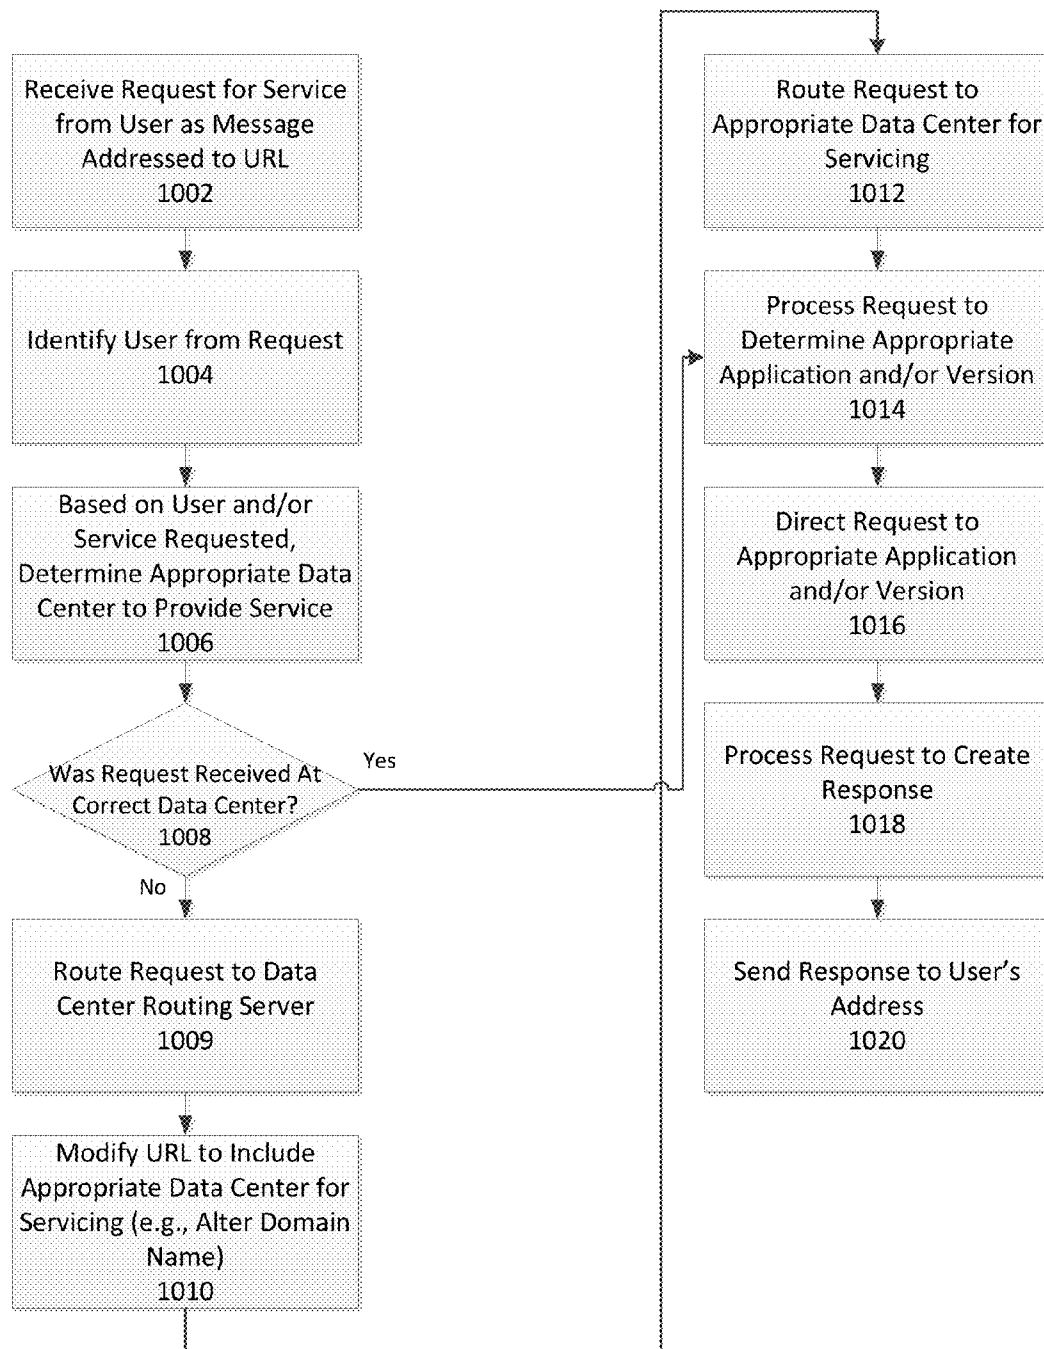 Receive Request for Service
from User as Message
Addressed to URL
1002
Identify User from Request
1004
Based on User and/or
Service Requested,
Determine Appropriate Data
Center to Provide Service
1006
Was Request Received At
Correct Data Center?
1008
Yes
No
Route Request to Data
Center Routing Server
1009
Modify URL to Include
Appropriate Data Center for
Servicing (e.g., Alter Domain
Name)
1010
Route Request to
Appropriate Data Center for
Servicing
1012
Process Request to
Determine Appropriate
Application and/or Version
1014
Direct Request to
Appropriate Application
and/or Version
1016
Process Request to Create
Response
1018
Send Response to User’s
Address
1020